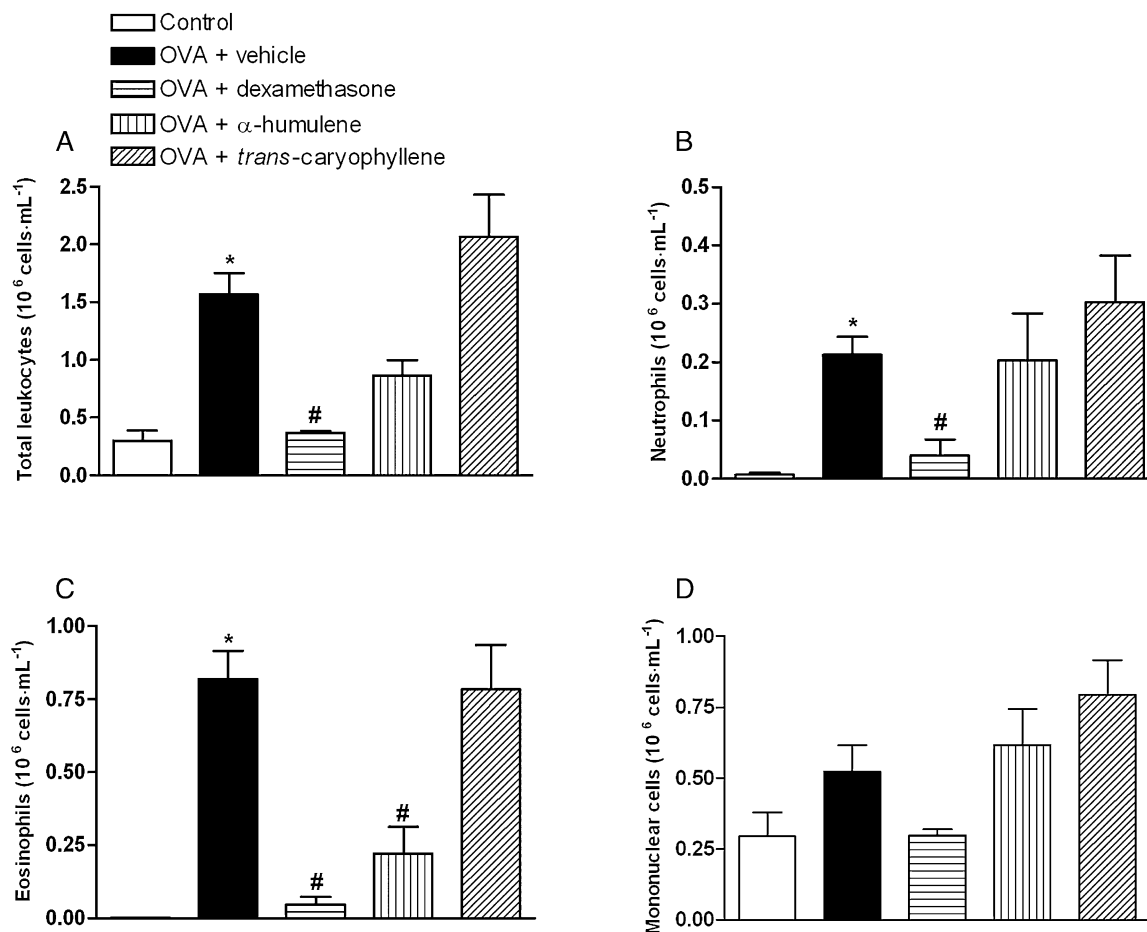 Control
OVA + vehicle
OVA + dexamethasone
OVA + α-humulene
OVA + trans-caryophyllene
A
Total leukocytes (10⁶ cells·mL⁻¹)
2.5
2.0
1.5
1.0
0.5
0.0
*
#
B
Neutrophils (10⁶ cells·mL⁻¹)
0.5
0.4
0.3
0.2
0.1
0.0
*
#
C
Eosinophils (10⁶ cells·mL⁻¹)
1.00
0.75
0.50
0.25
0.00
*
#
#
D
Mononuclear cells (10⁶ cells·mL⁻¹)
1.00
0.75
0.50
0.25
0.00